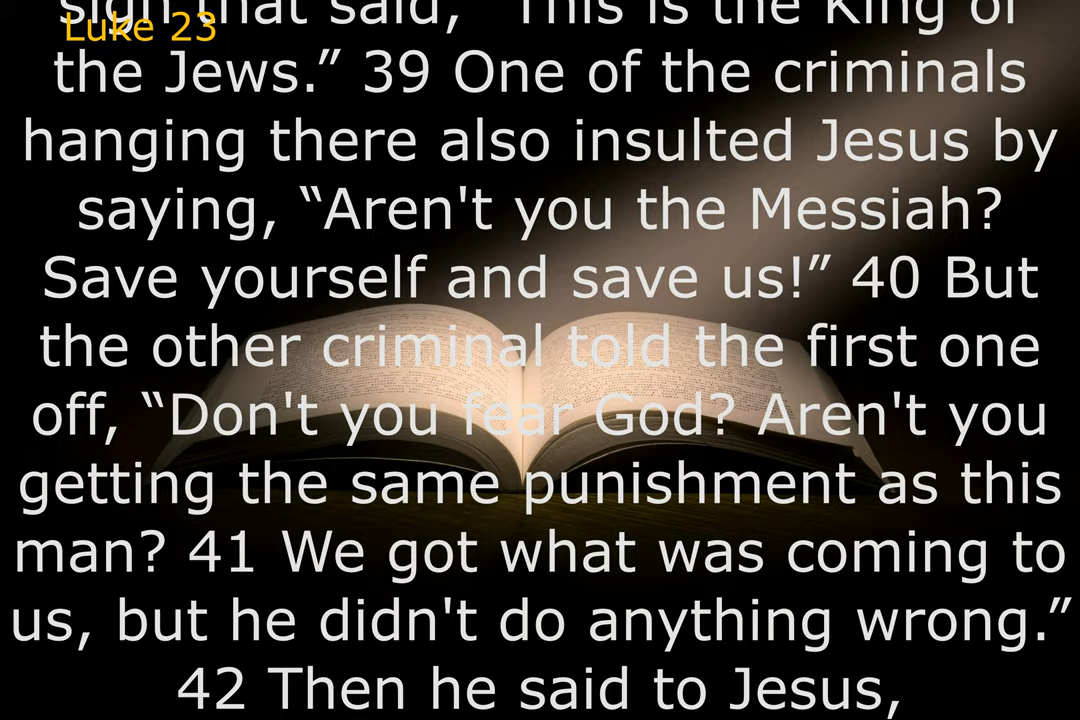 sign that said, “This is the King of
Luke 23
the Jews.” 39 One of the criminals
hanging there also insulted Jesus by
saying, “Aren't you the Messiah?
Save yourself and save us!” 40 But
the other criminal told the first one
off, “Don't you fear God? Aren't you
getting the same punishment as this
man? 41 We got what was coming to
us, but he didn't do anything wrong.”
42 Then he said to Jesus,